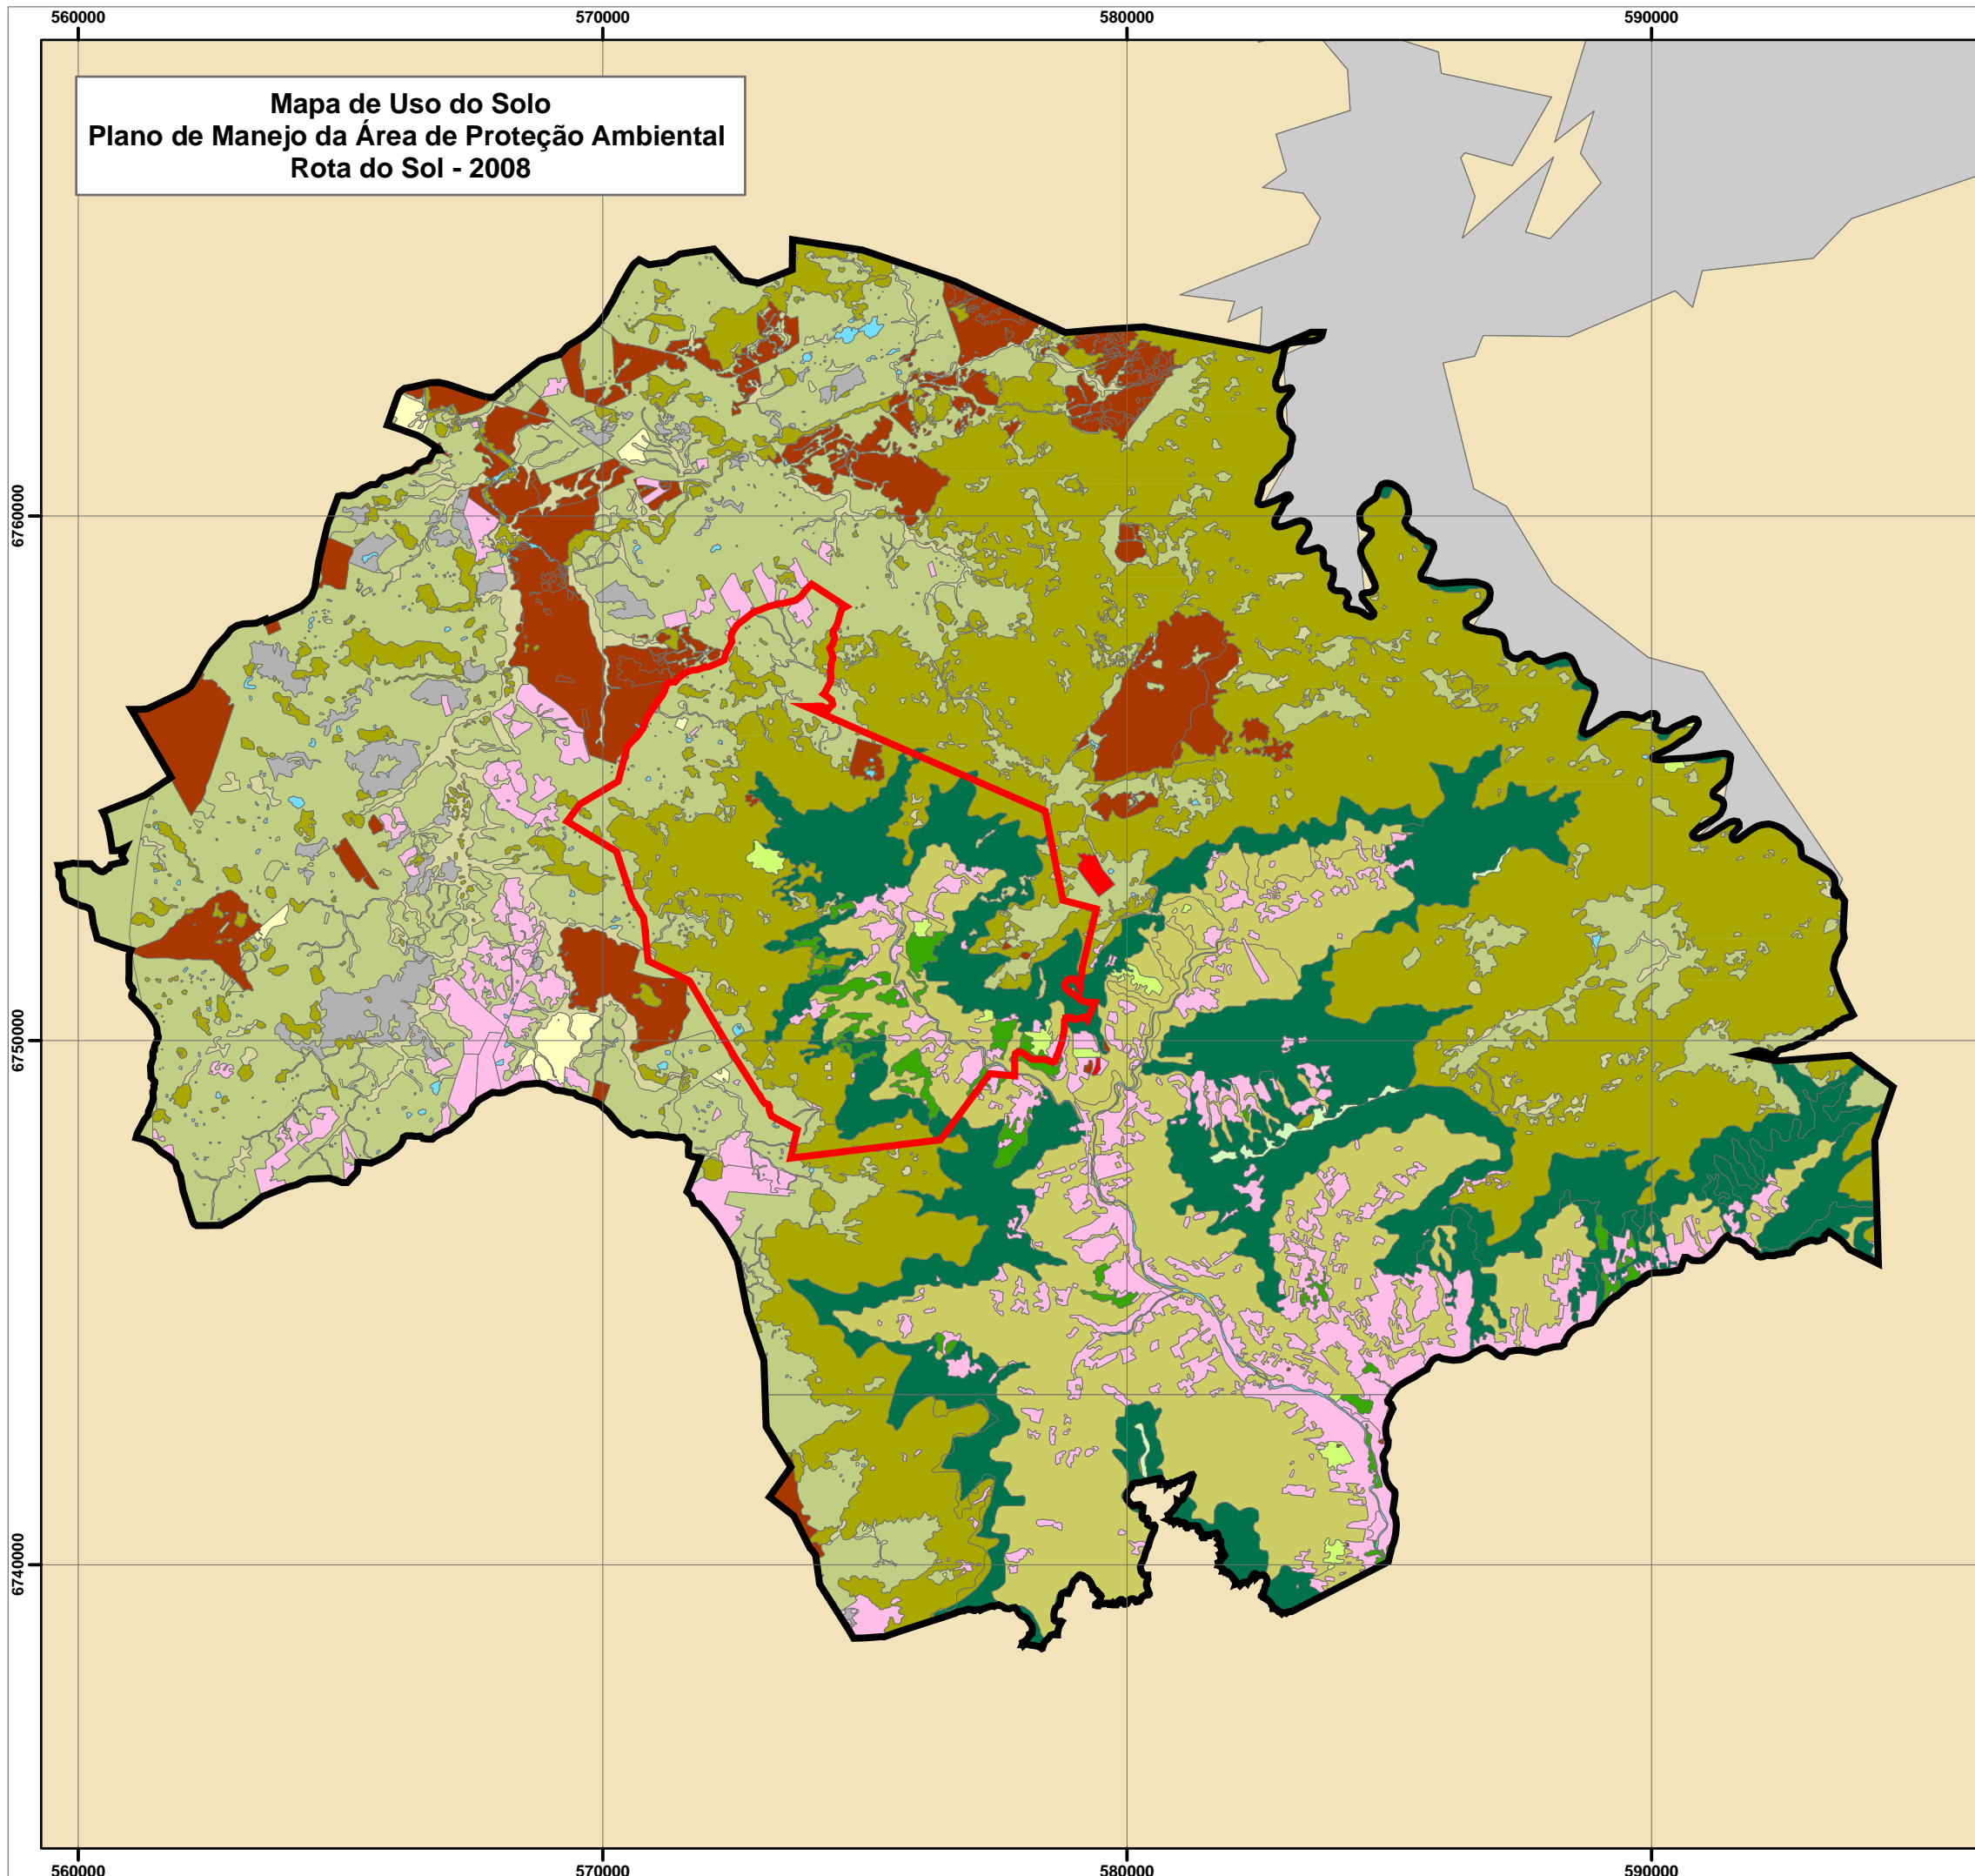 560000 570000 580000 590000
Mapa de Uso do Solo
Plano de Manejo da Área de Proteção Ambiental
Rota do Sol - 2008
6760000
6750000
6740000
560000 570000 580000 590000